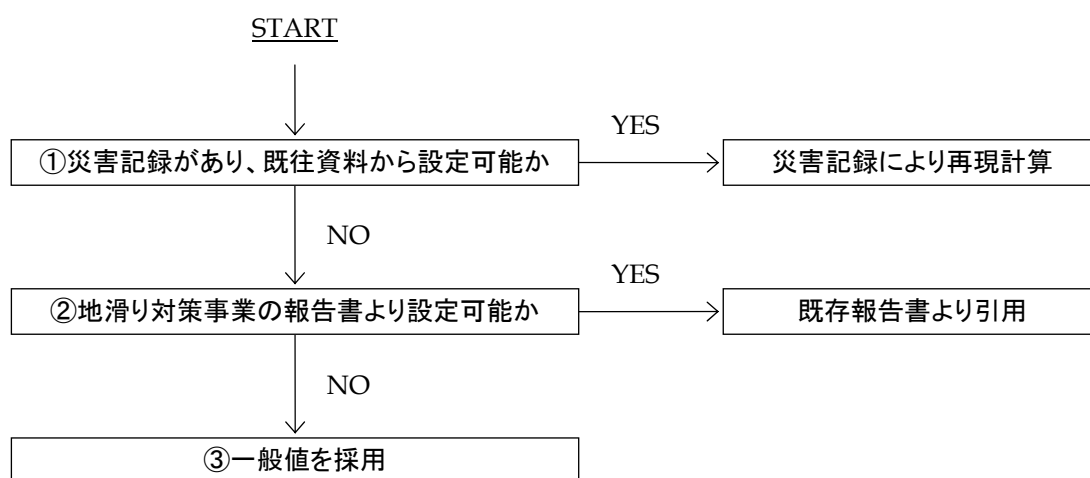 START
YES
①災害記録があり、既往資料から設定可能か
災害記録により再現計算
NO
YES
②地滑り対策事業の報告書より設定可能か
既存報告書より引用
NO
③一般値を採用